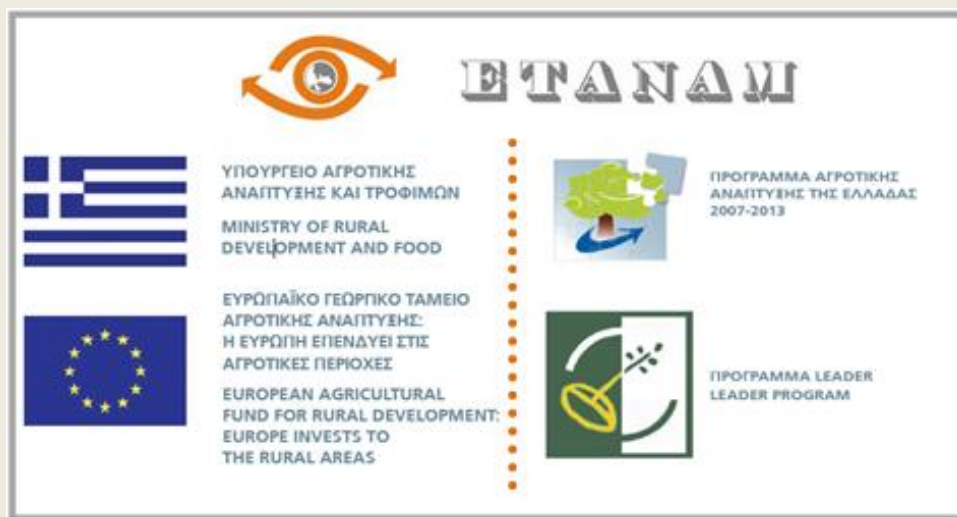 ΕΤΑΝΑΜ
ΥΠΟΥΡΓΕΙΟ ΑΓΡΟΤΙΚΗΣ
ΑΝΑΠΤΥΞΗΣ ΚΑΙ ΤΡΟΦΙΜΩΝ
MINISTRY OF RURAL
DEVELOPMENT AND FOOD
ΕΥΡΩΠΑΪΚΟ ΓΕΩΡΓΙΚΟ ΤΑΜΕΙΟ
ΑΓΡΟΤΙΚΗΣ ΑΝΑΠΤΥΞΗΣ:
Η ΕΥΡΩΠΗ ΕΠΕΝΔΥΕΙ ΣΤΙΣ
ΑΓΡΟΤΙΚΕΣ ΠΕΡΙΟΧΕΣ
EUROPEAN AGRICULTURAL
FUND FOR RURAL DEVELOPMENT:
EUROPE INVESTS TO
THE RURAL AREAS
ΠΡΟΓΡΑΜΜΑ ΑΓΡΟΤΙΚΗΣ
ΑΝΑΠΤΥΞΗΣ ΤΗΣ ΕΛΛΑΔΑΣ
2007-2013
ΠΡΟΓΡΑΜΜΑ LEADER
LEADER PROGRAM